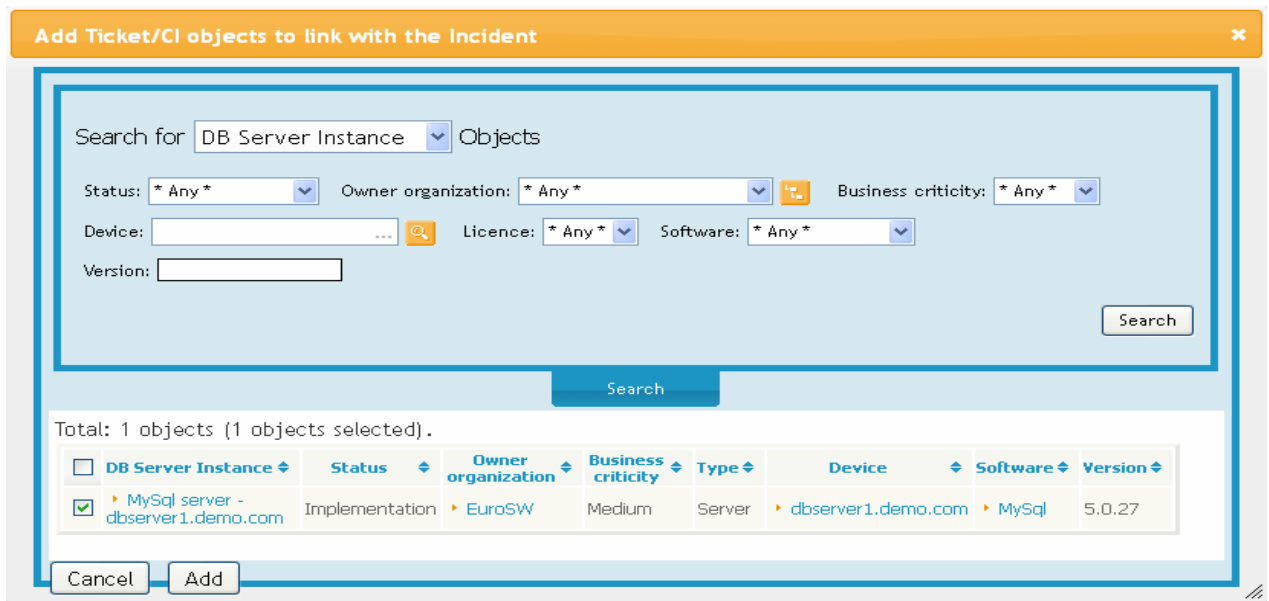 Add Ticket/CI objects to link with the Incident
Search for DB Server Instance Objects
Status: * Any * Owner organization: * Any * Business criticity: * Any *
Device: ... Licence: * Any * Software: * Any *
Version:
Search
Search
Total: 1 objects (1 objects selected).
DB Server Instance Status Owner organization Business criticity Type Device Software Version
MySql server - dbserver1.demo.com Implementation EuroSW Medium Server dbserver1.demo.com MySql 5.0.27
Cancel Add